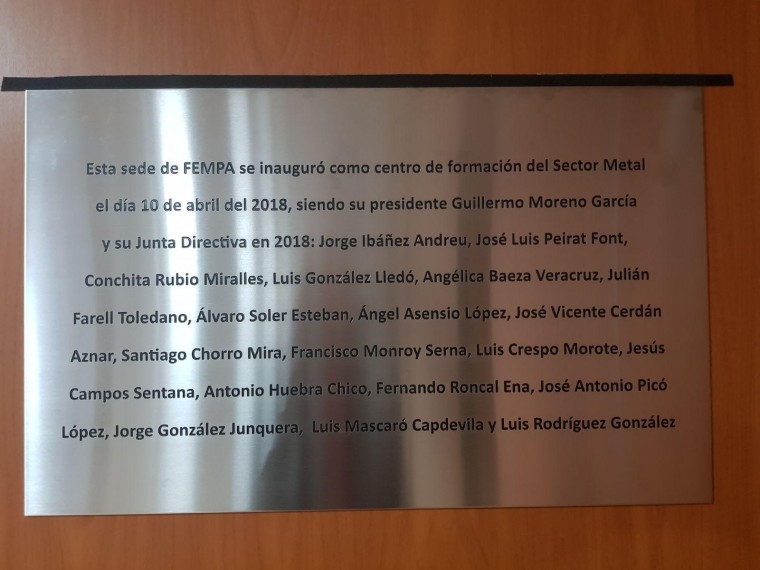 Esta sede de FEMPA se inauguró como centro de formación del Sector Metal
el día 10 de abril del 2018, siendo su presidente Guillermo Moreno García
y su Junta Directiva en 2018: Jorge Ibáñez Andreu, José Luis Peirat Font,
Conchita Rubio Miralles, Luis González Lledó, Angélica Baeza Veracruz, Julián
Farell Toledano, Álvaro Soler Esteban, Ángel Asensio López, José Vicente Cerdán
Aznar, Santiago Chorro Mira, Francisco Monroy Serna, Luis Crespo Morote, Jesús
Campos Sentana, Antonio Huebra Chico, Fernando Roncal Ena, José Antonio Picó
López, Jorge González Junquera, Luis Mascaró Capdevila y Luis Rodríguez González